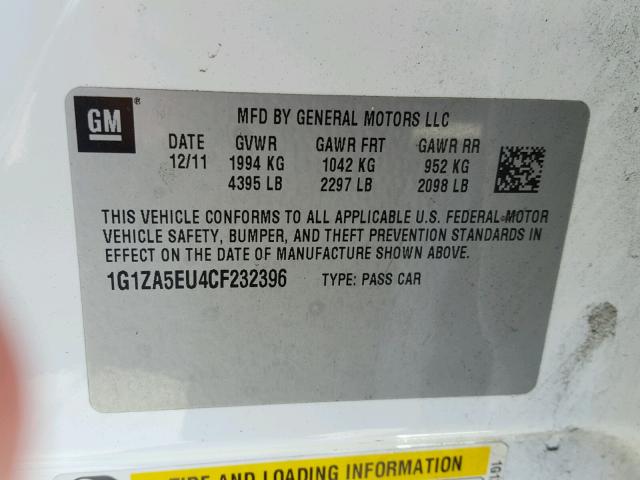 GM®
MFD BY GENERAL MOTORS LLC
DATE GVWR GAWR FRT GAWR RR
12/11 1994 KG 1042 KG 952 KG
4395 LB 2297 LB 2098 LB
THIS VEHICLE CONFORMS TO ALL APPLICABLE U.S. FEDERAL MOTOR
VEHICLE SAFETY, BUMPER, AND THEFT PREVENTION STANDARDS
IN EFFECT ON THE DATE OF MANUFACTURE SHOWN ABOVE.
1G1ZA5EU4CF232396 TYPE: PASS CAR
TIRE AND LOADING INFORMATION
1G1